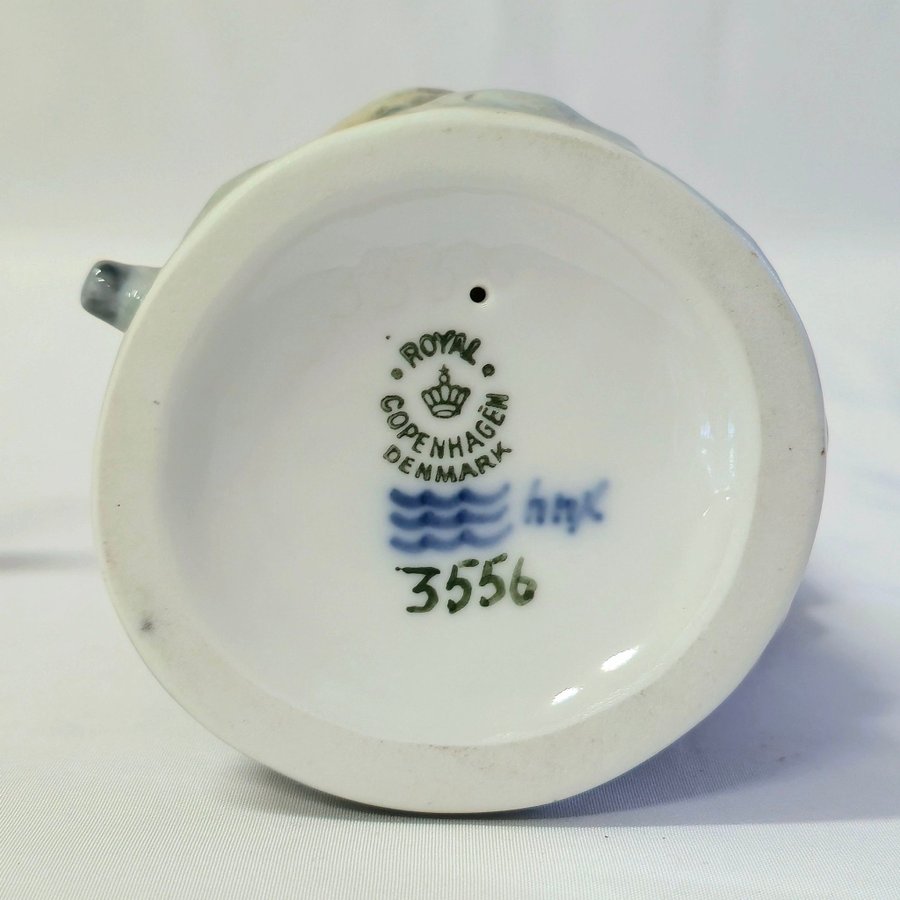 ROYAL
COPENHAGEN
DENMARK
3556